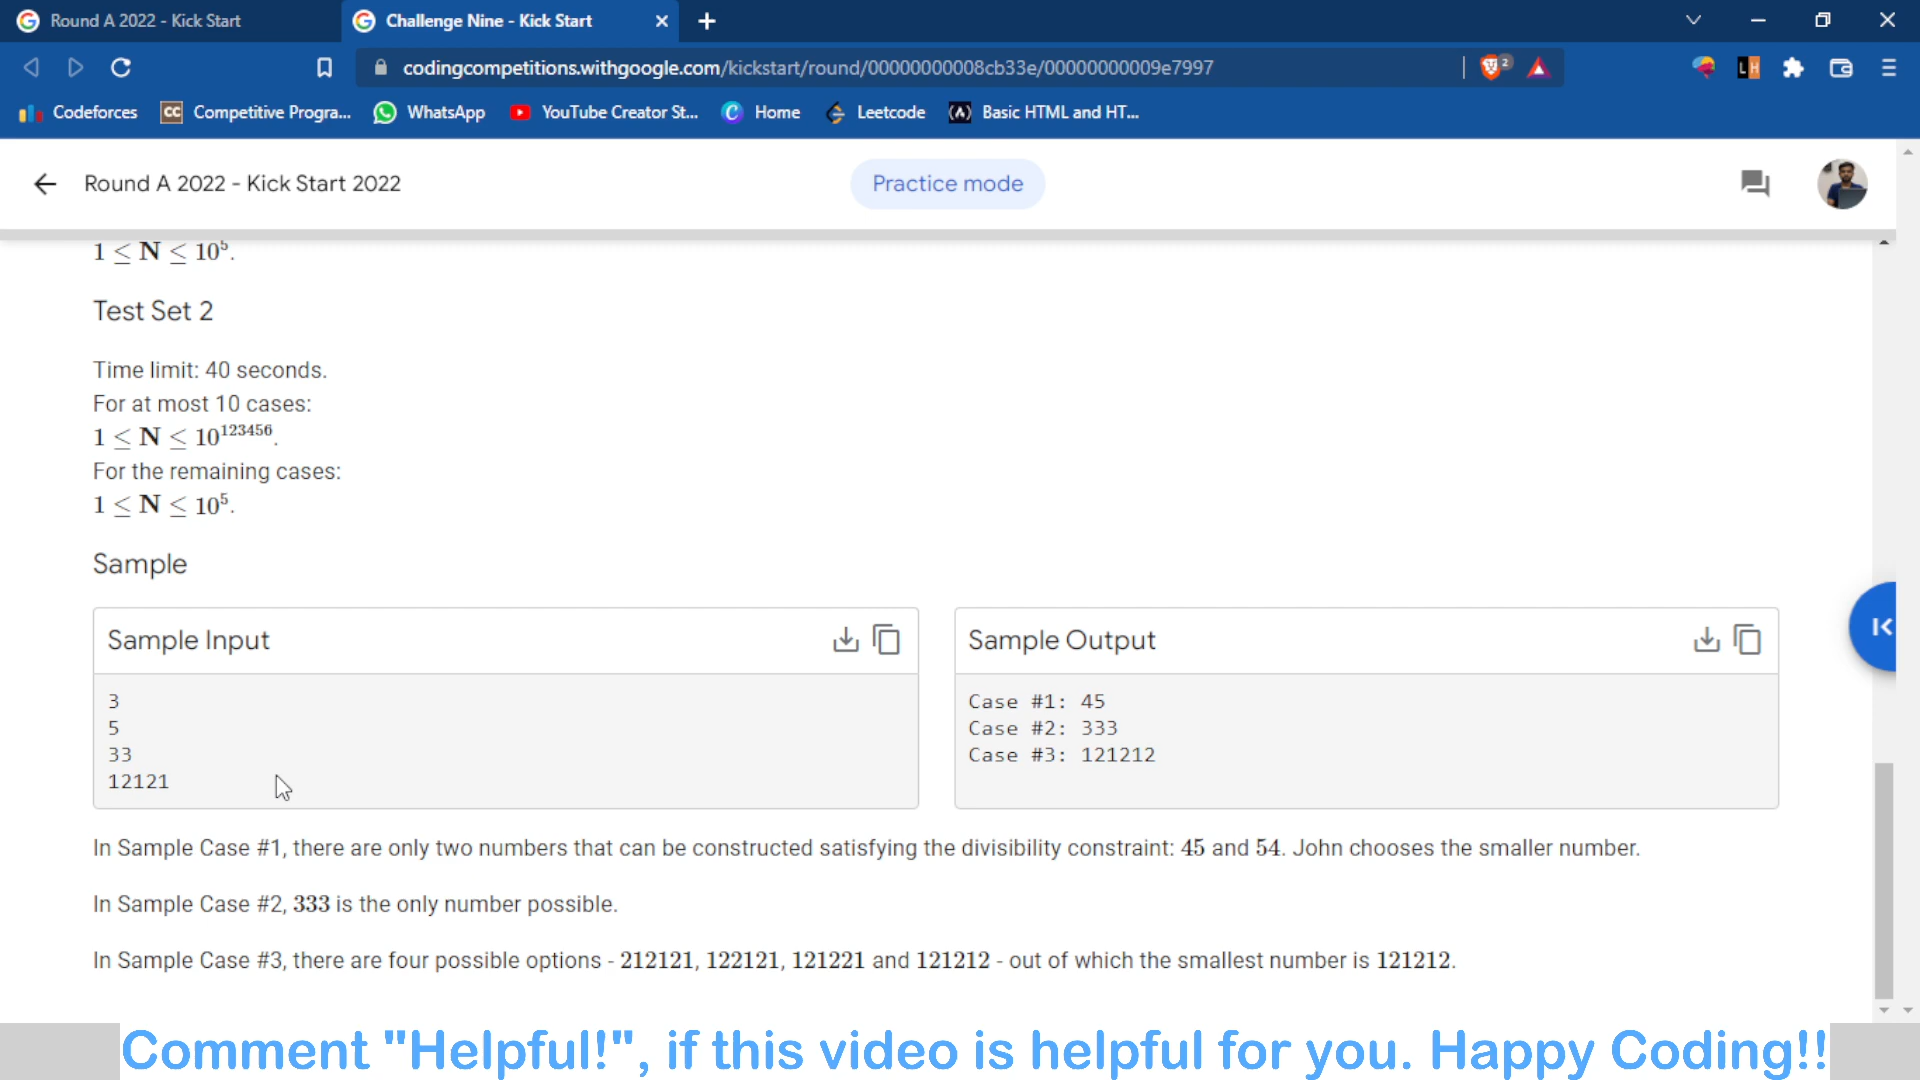 Round A 2022 - Kick Start
Challenge Nine - Kick Start
codingcompetitions.withgoogle.com/kickstart/round/00000000008cb33e/00000000009e7997
2
LH
Codeforces
CC Competitive Progra...
WhatsApp
YouTube Creator St...
C Home
Leetcode
(A) Basic HTML and HT...
Round A 2022 - Kick Start 2022
Practice mode
1 ≤ N ≤ 10⁵.
Test Set 2
Time limit: 40 seconds.
For at most 10 cases:
1 ≤ N ≤ 10¹²³⁴⁵⁶.
For the remaining cases:
1 ≤ N ≤ 10⁵.
Sample
Sample Input
3
5
33
12121
Sample Output
Case #1: 45
Case #2: 333
Case #3: 121212
In Sample Case #1, there are only two numbers that can be constructed satisfying the divisibility constraint: 45 and 54. John chooses the smaller number.
In Sample Case #2, 333 is the only number possible.
In Sample Case #3, there are four possible options - 212121, 122121, 121221 and 121212 - out of which the smallest number is 121212.
Comment "Helpful!", if this video is helpful for you. Happy Coding!!